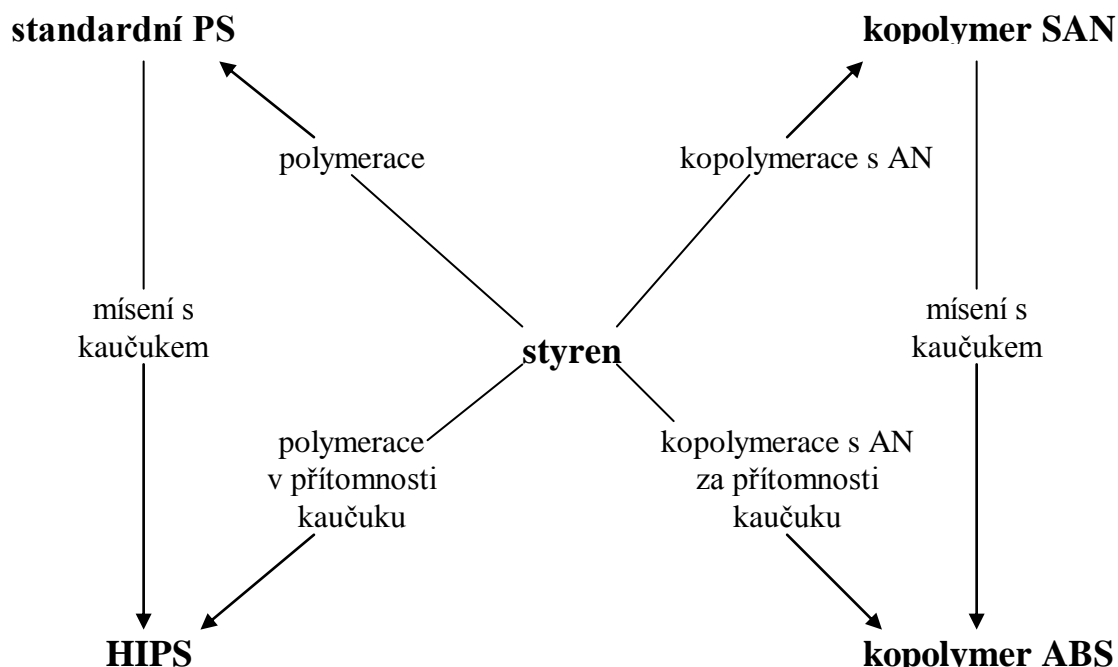 standardní PS
kopolymer SAN
polymerace
kopolymerace s AN
mísení s
kaučukem
mísení s
kaučukem
styren
polymerace
v přítomnosti
kaučuku
kopolymerace s AN
za přítomnosti
kaučuku
HIPS
kopolymer ABS